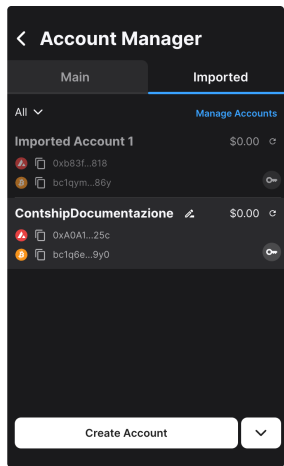 Account Manager
Main Imported
All Manage Accounts
Imported Account 1 $0.00
0xb83f...818
bc1qym...86y
ContshipDocumentazione $0.00
0xA0A1...25c
bc1q6e...9y0
Create Account